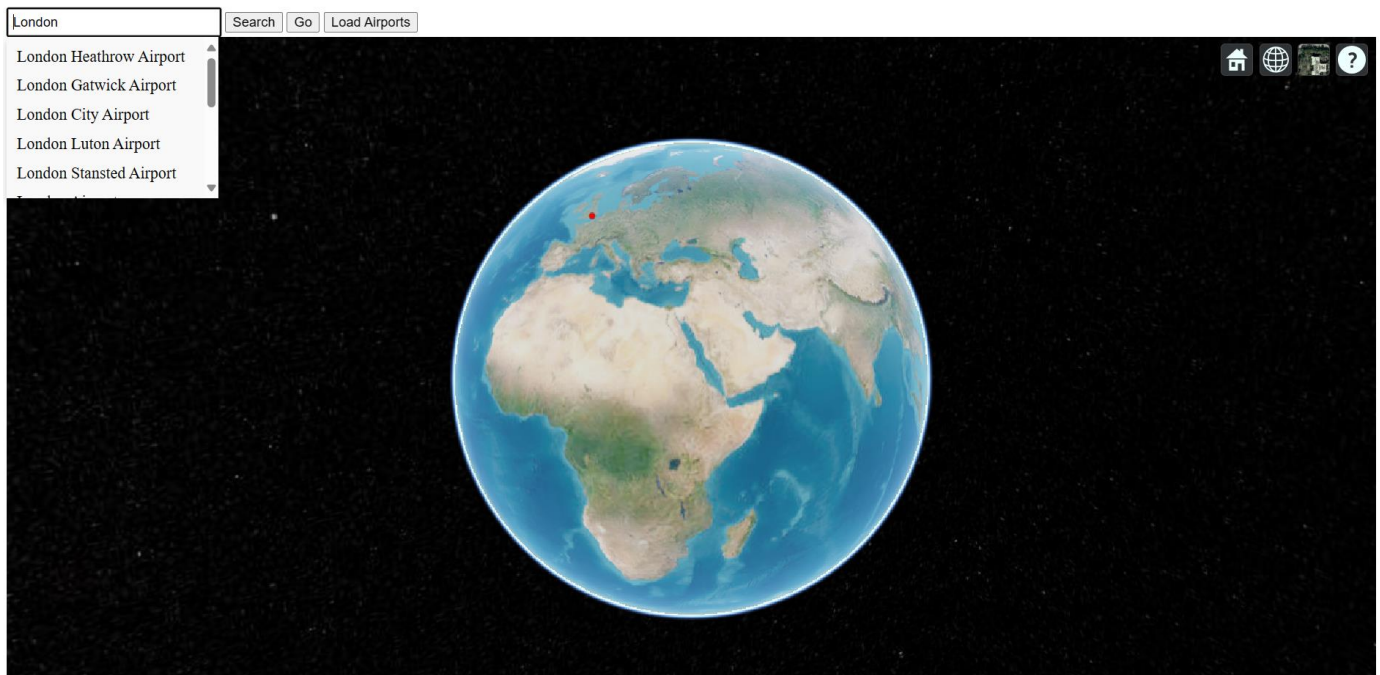 London Search Go Load Airports
London Heathrow Airport
London Gatwick Airport
London City Airport
London Luton Airport
London Stansted Airport
?